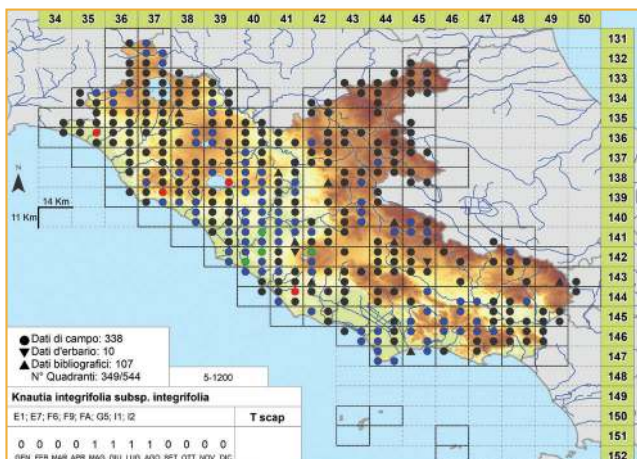 34 35 36 37 38 39 40 41 42 43 44 45 46 47 48 49 50
131
132
133
134
135
136
137
138
139
140
141
142
143
144
145
146
147
148
149
150
151
152
N
14 Km
11 Km
Dati di campo: 338
Dati d'erbario: 10
Dati bibliografici: 107
N° Quadranti: 349/544
5-1200
Knautia integrifolia subsp. integrifolia
E1; E7; F6; F9; FA; G5; I1; I2
T scap
0 0 0 0 1 1 1 1 0 0 0 0
GEN FEB MAR APR MAG GIU LUG AGO SET OTT NOV DIC